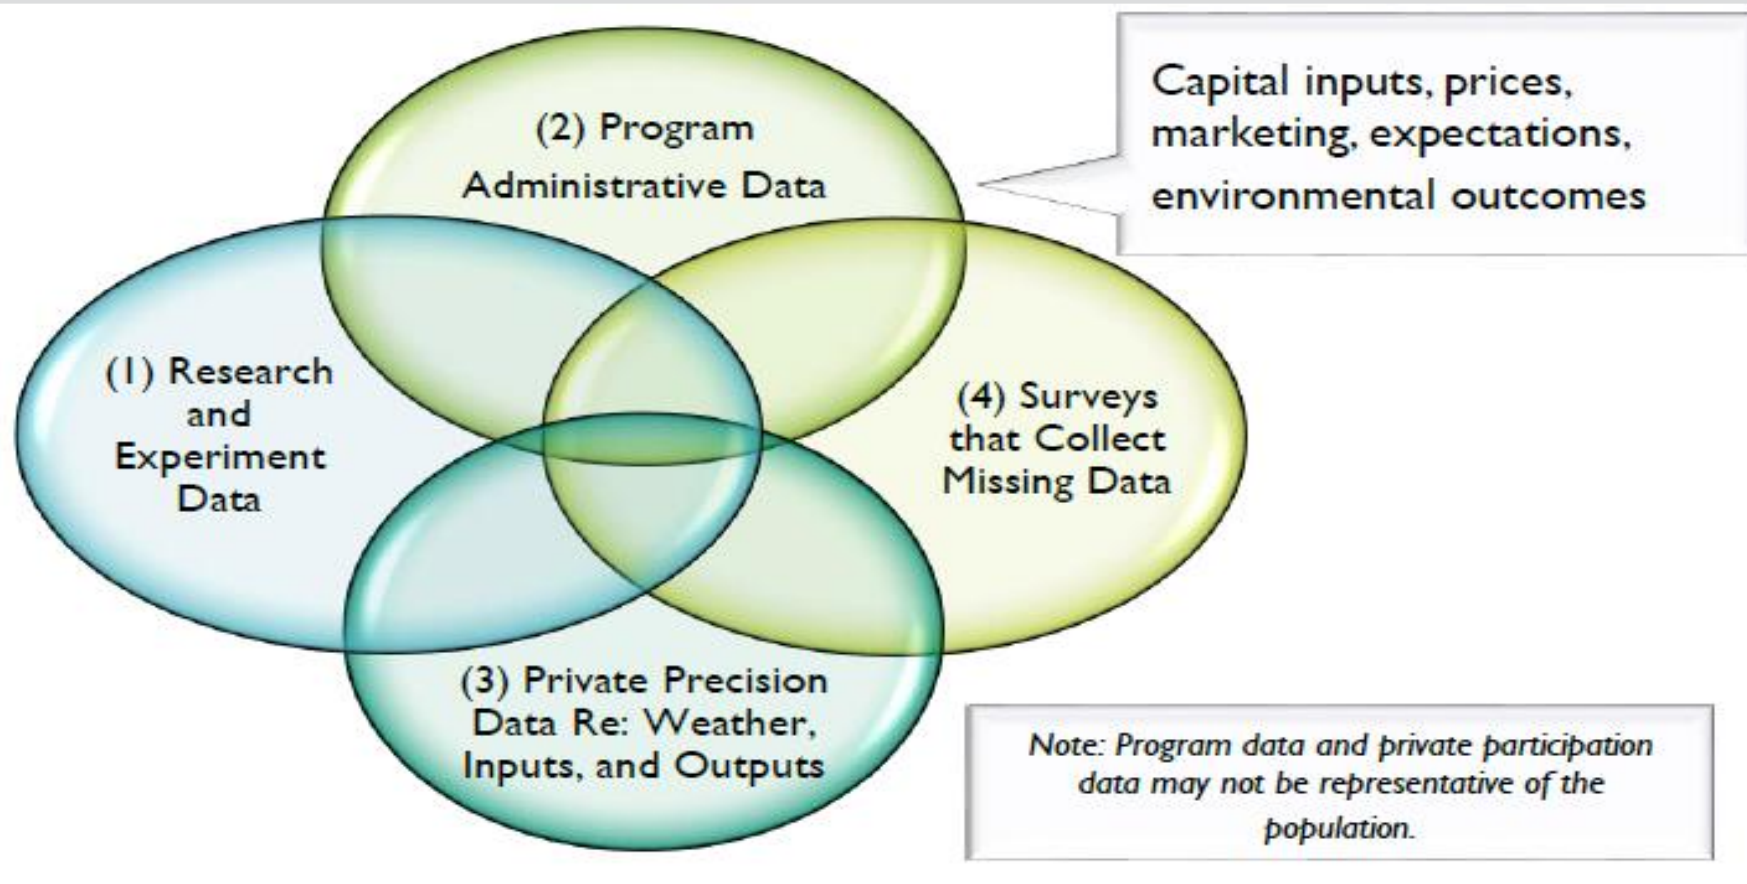 (2) Program
Administrative Data
Capital inputs, prices,
marketing, expectations,
environmental outcomes
(1) Research
and
Experiment
Data
(4) Surveys
that Collect
Missing Data
(3) Private Precision
Data Re: Weather,
Inputs, and Outputs
Note: Program data and private participation
data may not be representative of the
population.